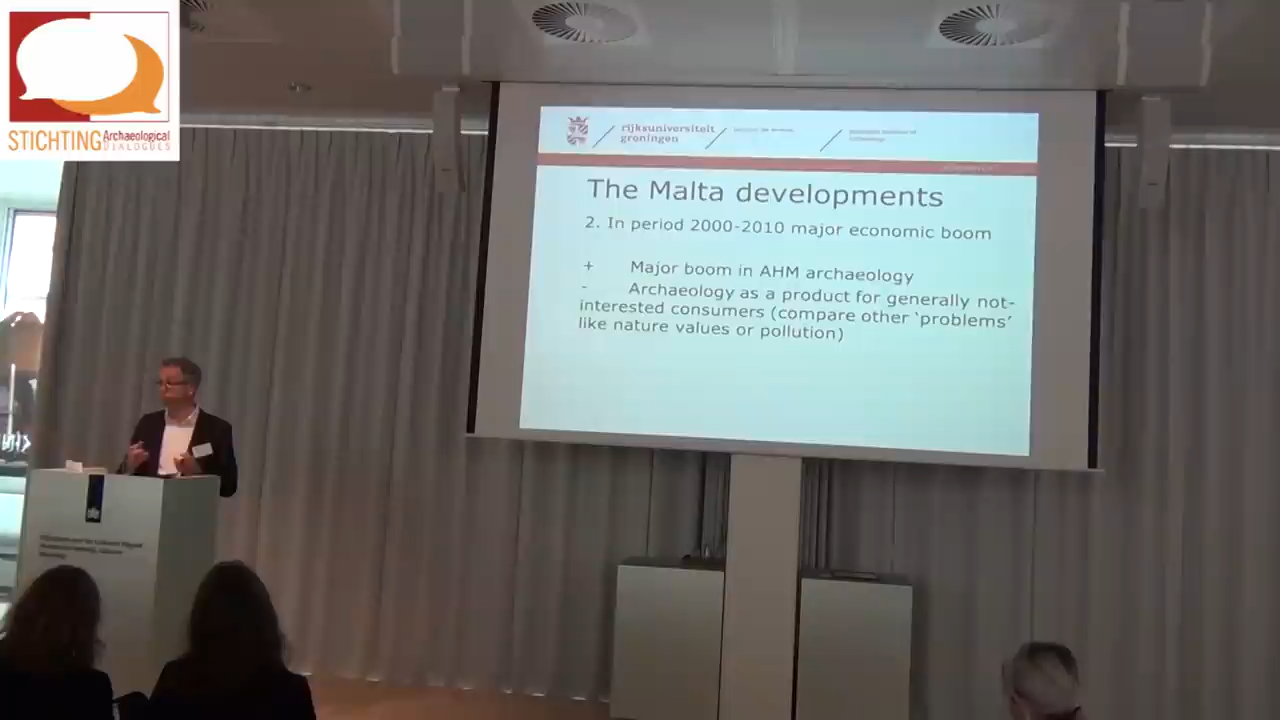 STICHTING Archaeological
DIALOGUES
rijksuniversiteit
groningen
The Malta developments
2. In period 2000-2010 major economic boom
+ Major boom in AHM archaeology
- Archaeology as a product for generally not-
interested consumers (compare other ‘problems’
like nature values or pollution)